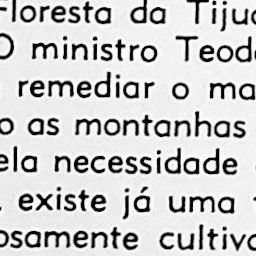 Floresta da Tiju
O ministro Teod
remediar o ma
o as montanhas
ela necessidade
existe já uma
osamente cultiv